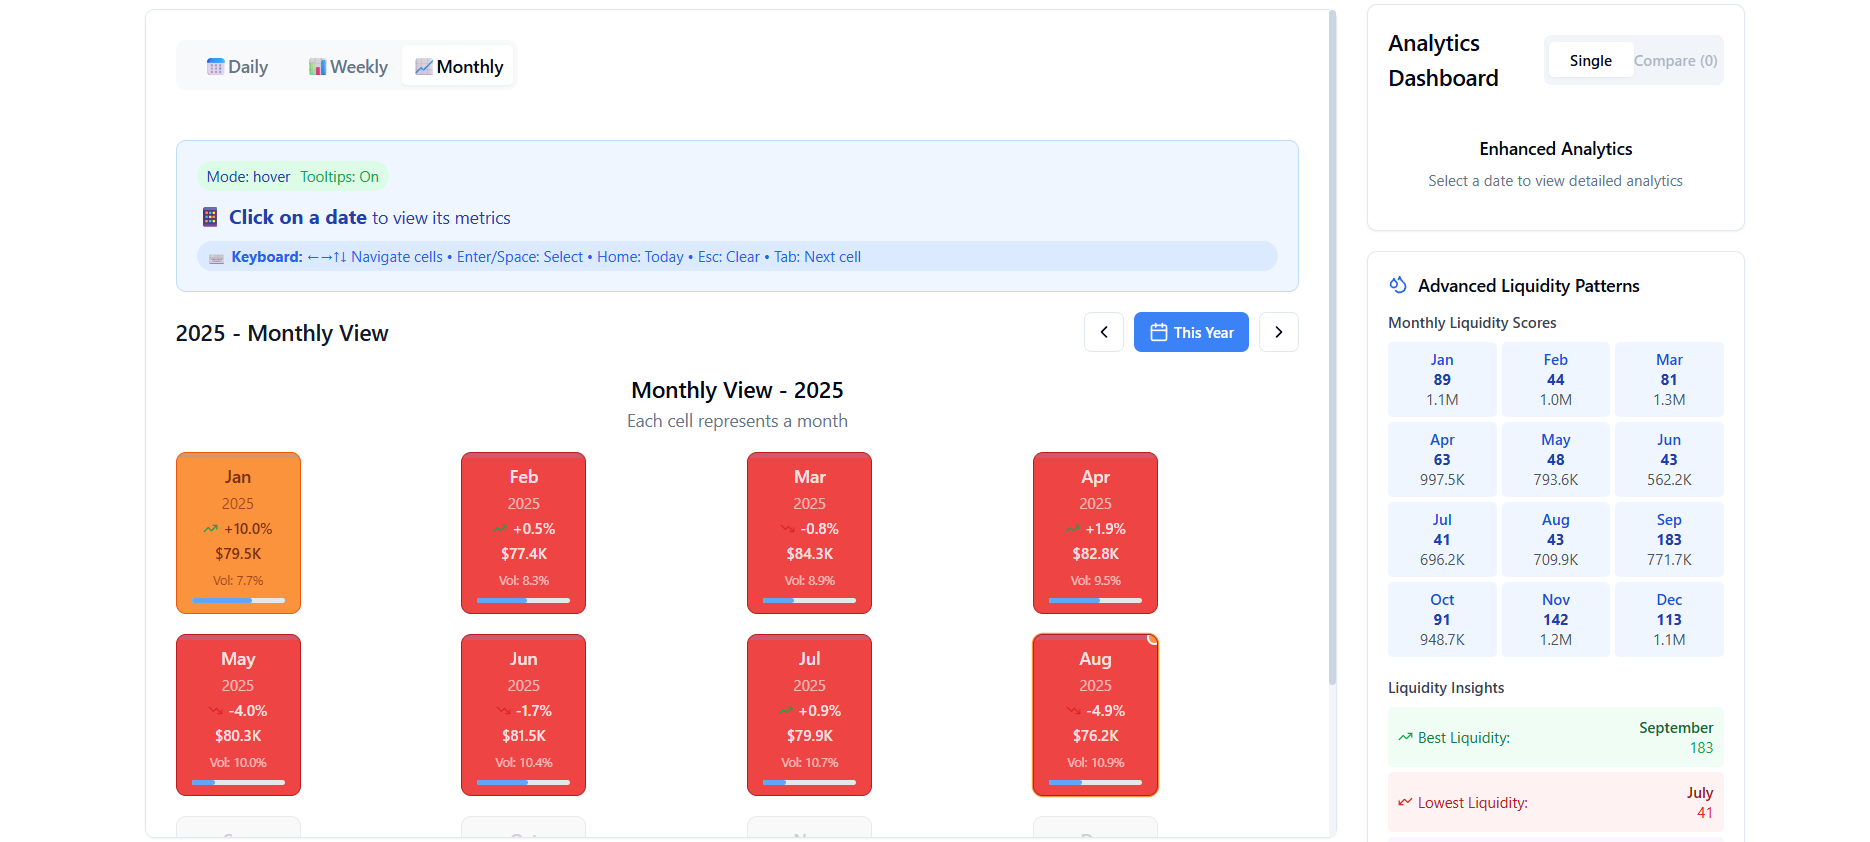 Daily
Weekly
Monthly
Mode: hover Tooltips: On
Click on a date to view its metrics
Keyboard: ←→↑↓ Navigate cells • Enter/Space: Select • Home: Today • Esc: Clear • Tab: Next cell
2025 - Monthly View
This Year
Monthly View - 2025
Each cell represents a month
Jan
2025
+10.0%
$79.5K
Vol: 7.7%
Feb
2025
+0.5%
$77.4K
Vol: 8.3%
Mar
2025
-0.8%
$84.3K
Vol: 8.9%
Apr
2025
+1.9%
$82.8K
Vol: 9.5%
May
2025
-4.0%
$80.3K
Vol: 10.0%
Jun
2025
-1.7%
$81.5K
Vol: 10.4%
Jul
2025
+0.9%
$79.9K
Vol: 10.7%
Aug
2025
-4.9%
$76.2K
Vol: 10.9%
Analytics
Dashboard
Single
Compare (0)
Enhanced Analytics
Select a date to view detailed analytics
Advanced Liquidity Patterns
Monthly Liquidity Scores
Jan
89
1.1M
Feb
44
1.0M
Mar
81
1.3M
Apr
63
997.5K
May
48
793.6K
Jun
43
562.2K
Jul
41
696.2K
Aug
43
709.9K
Sep
183
771.7K
Oct
91
948.7K
Nov
142
1.2M
Dec
113
1.1M
Liquidity Insights
Best Liquidity:
September
183
Lowest Liquidity:
July
41